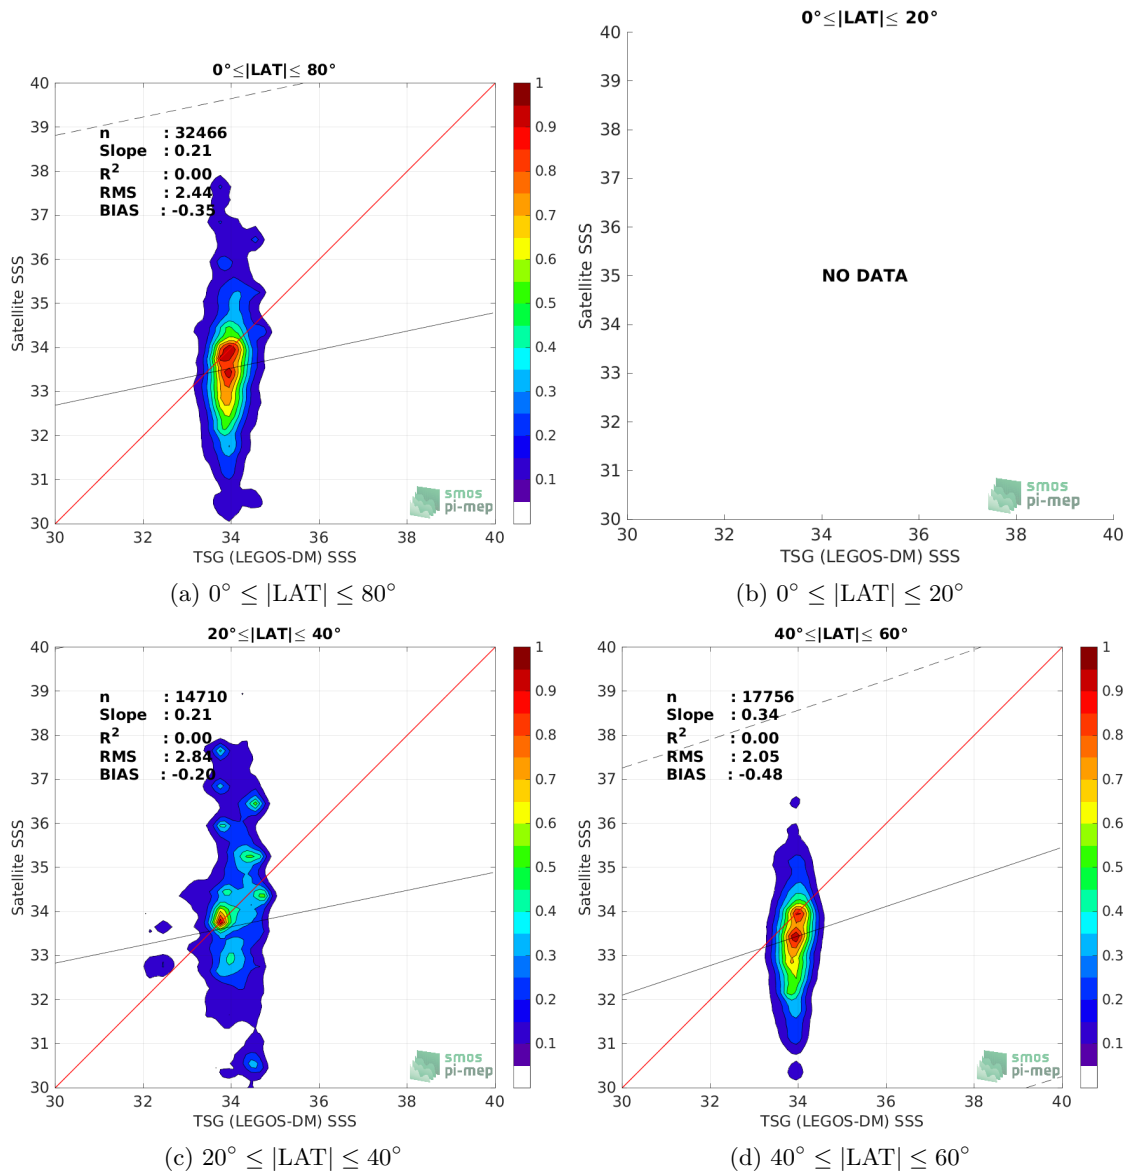 0°≤|LAT|≤ 80°
40
39
38
37
36
35
34
33
32
31
30
Satellite SSS
n : 32466
Slope : 0.21
R² : 0.00
RMS : 2.44
BIAS : -0.35
smos
pi-mep
30 32 34 36 38 40
TSG (LEGOS-DM) SSS
1
0.9
0.8
0.7
0.6
0.5
0.4
0.3
0.2
0.1
(a) 0° ≤ |LAT| ≤ 80°
0°≤|LAT|≤ 20°
40
39
38
37
36
35
34
33
32
31
30
Satellite SSS
NO DATA
smos
pi-mep
30 32 34 36 38 40
TSG (LEGOS-DM) SSS
(b) 0° ≤ |LAT| ≤ 20°
20°≤|LAT|≤ 40°
40
39
38
37
36
35
34
33
32
31
30
Satellite SSS
n : 14710
Slope : 0.21
R² : 0.00
RMS : 2.84
BIAS : -0.20
smos
pi-mep
30 32 34 36 38 40
TSG (LEGOS-DM) SSS
1
0.9
0.8
0.7
0.6
0.5
0.4
0.3
0.2
0.1
(c) 20° ≤ |LAT| ≤ 40°
40°≤|LAT|≤ 60°
40
39
38
37
36
35
34
33
32
31
30
Satellite SSS
n : 17756
Slope : 0.34
R² : 0.00
RMS : 2.05
BIAS : -0.48
smos
pi-mep
30 32 34 36 38 40
TSG (LEGOS-DM) SSS
1
0.9
0.8
0.7
0.6
0.5
0.4
0.3
0.2
0.1
(d) 40° ≤ |LAT| ≤ 60°